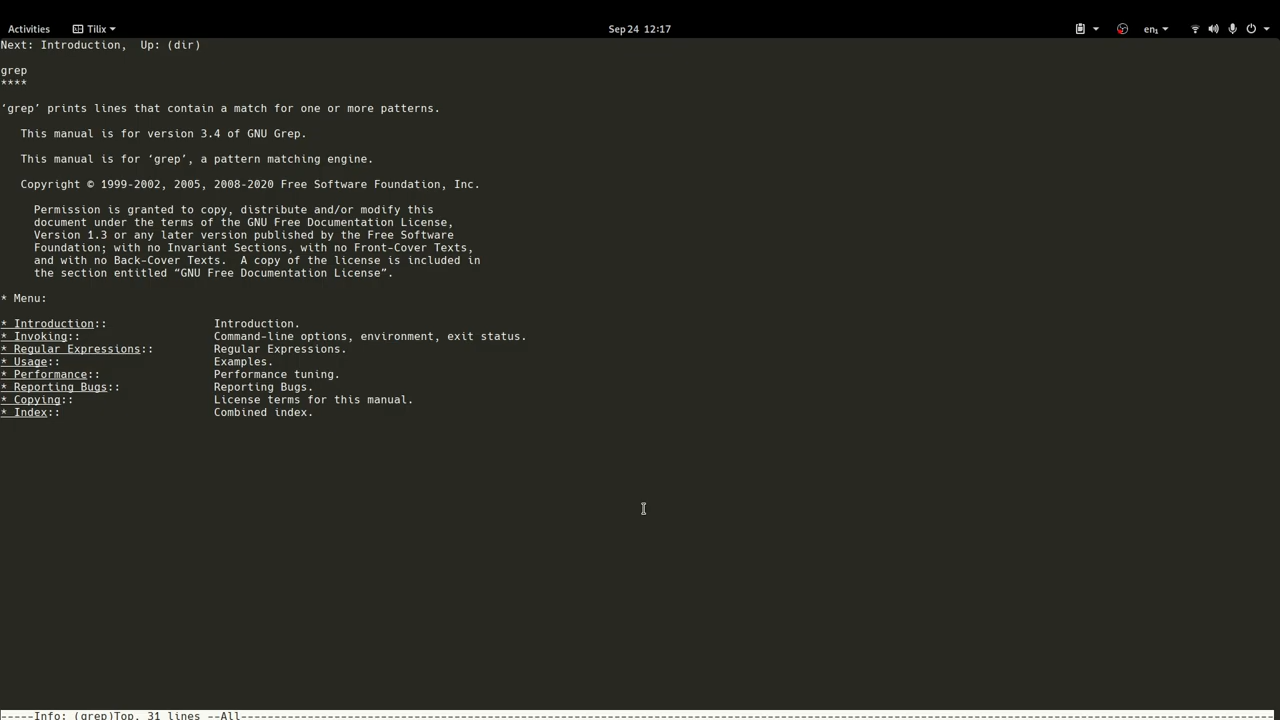 Activities Tilix Sep 24 12:17 en₁
Next: Introduction,  Up: (dir)
grep
****
‘grep’ prints lines that contain a match for one or more patterns.
This manual is for version 3.4 of GNU Grep.
This manual is for ‘grep’, a pattern matching engine.
Copyright © 1999-2002, 2005, 2008-2020 Free Software Foundation, Inc.
Permission is granted to copy, distribute and/or modify this
document under the terms of the GNU Free Documentation License,
Version 1.3 or any later version published by the Free Software
Foundation; with no Invariant Sections, with no Front-Cover Texts,
and with no Back-Cover Texts.  A copy of the license is included in
the section entitled “GNU Free Documentation License”.
* Menu:
* Introduction::                Introduction.
* Invoking::                    Command-line options, environment, exit status.
* Regular Expressions::         Regular Expressions.
* Usage::                       Examples.
* Performance::                 Performance tuning.
* Reporting Bugs::              Reporting Bugs.
* Copying::                     License terms for this manual.
* Index::                       Combined index.
-----Info: (grep)Top, 31 lines --All-----------------------------------------------------------------------------------------------------------------------------------------------------------